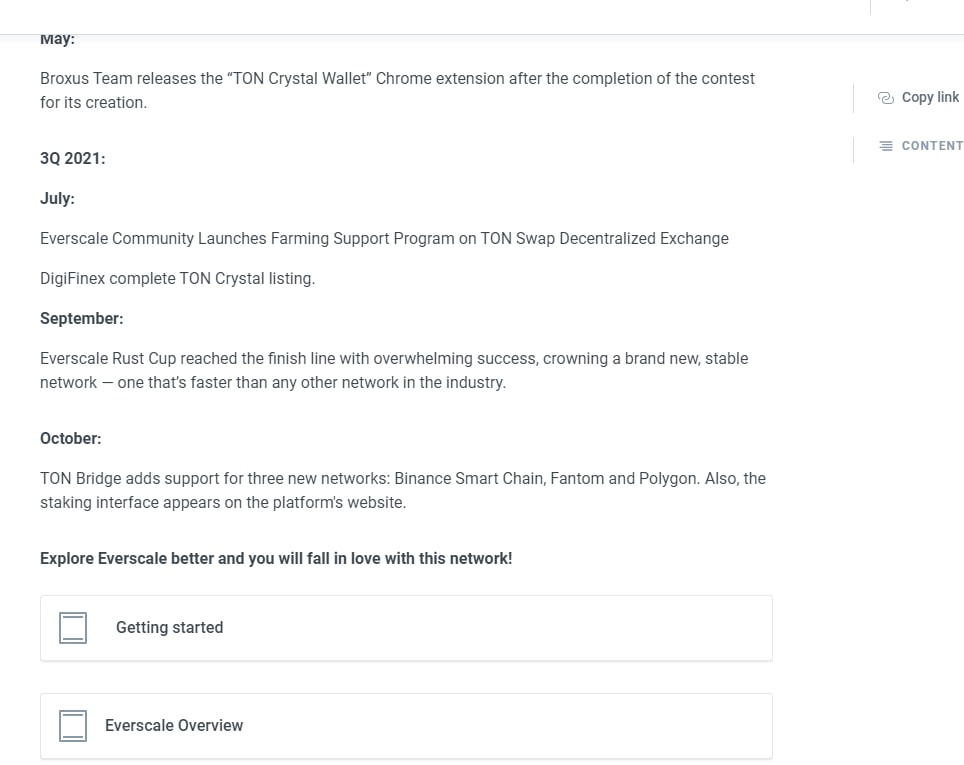 May:
Broxus Team releases the “TON Crystal Wallet” Chrome extension after the completion of the contest
for its creation.
Copy link
CONTENT
3Q 2021:
July:
Everscale Community Launches Farming Support Program on TON Swap Decentralized Exchange
DigiFinex complete TON Crystal listing.
September:
Everscale Rust Cup reached the finish line with overwhelming success, crowning a brand new, stable
network — one that’s faster than any other network in the industry.
October:
TON Bridge adds support for three new networks: Binance Smart Chain, Fantom and Polygon. Also, the
staking interface appears on the platform's website.
Explore Everscale better and you will fall in love with this network!
Getting started
Everscale Overview